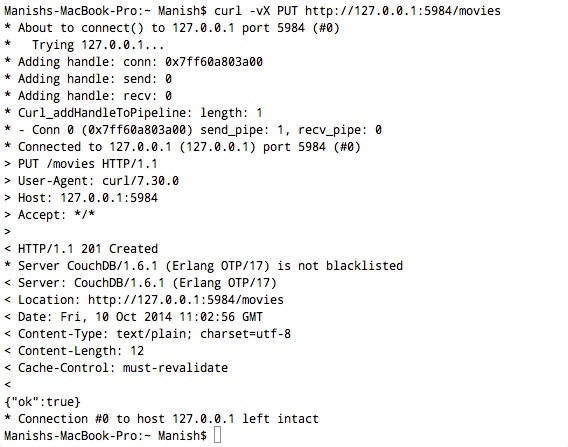 Manishs-MacBook-Pro:~ Manish$ curl -vX PUT http://127.0.0.1:5984/movies
* About to connect() to 127.0.0.1 port 5984 (#0)
*   Trying 127.0.0.1...
* Adding handle: conn: 0x7ff60a803a00
* Adding handle: send: 0
* Adding handle: recv: 0
* Curl_addHandleToPipeline: length: 1
* - Conn 0 (0x7ff60a803a00) send_pipe: 1, recv_pipe: 0
* Connected to 127.0.0.1 (127.0.0.1) port 5984 (#0)
> PUT /movies HTTP/1.1
> User-Agent: curl/7.30.0
> Host: 127.0.0.1:5984
> Accept: */*
>
< HTTP/1.1 201 Created
* Server CouchDB/1.6.1 (Erlang OTP/17) is not blacklisted
< Server: CouchDB/1.6.1 (Erlang OTP/17)
< Location: http://127.0.0.1:5984/movies
< Date: Fri, 10 Oct 2014 11:02:56 GMT
< Content-Type: text/plain; charset=utf-8
< Content-Length: 12
< Cache-Control: must-revalidate
<
{"ok":true}
* Connection #0 to host 127.0.0.1 left intact
Manishs-MacBook-Pro:~ Manish$